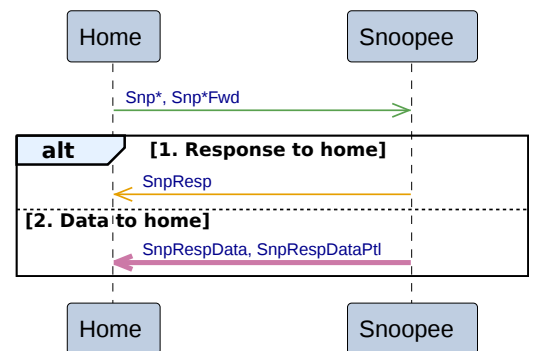 Home Snoopee
Snp*, Snp*Fwd
alt [1. Response to home]
SnpResp
[2. Data to home]
SnpRespData, SnpRespDataPtl
Home Snoopee